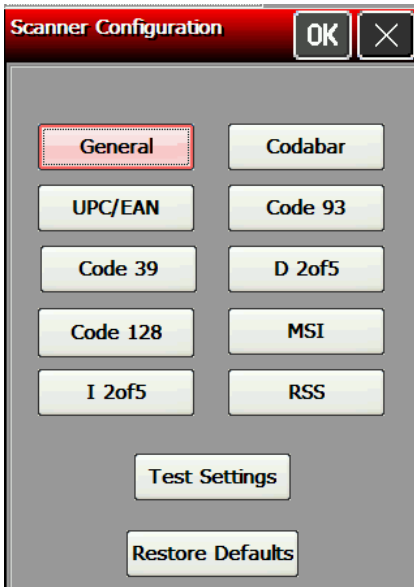 Scanner Configuration OK
General Codabar
UPC/EAN Code 93
Code 39 D 2of5
Code 128 MSI
I 2of5 RSS
Test Settings
Restore Defaults